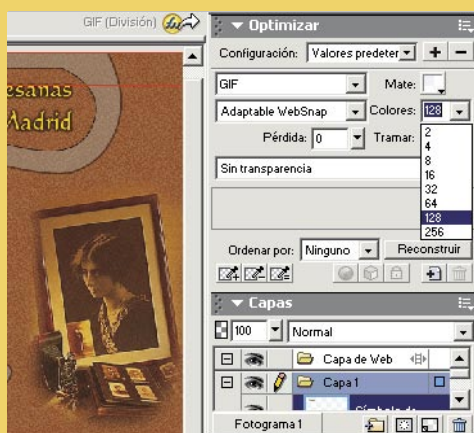 GIF (División)
esanas
Madrid
Optimizar
Configuración: Valores predeter
GIF
Mate:
Adaptable WebSnap
Colores: 128
Pérdida: 0
Tramar:
2
4
8
16
32
64
128
256
Sin transparencia
Ordenar por: Ninguno
Reconstruir
Capas
100
Normal
Capa de Web
Capa 1
Símbolo de
Fotograma 1